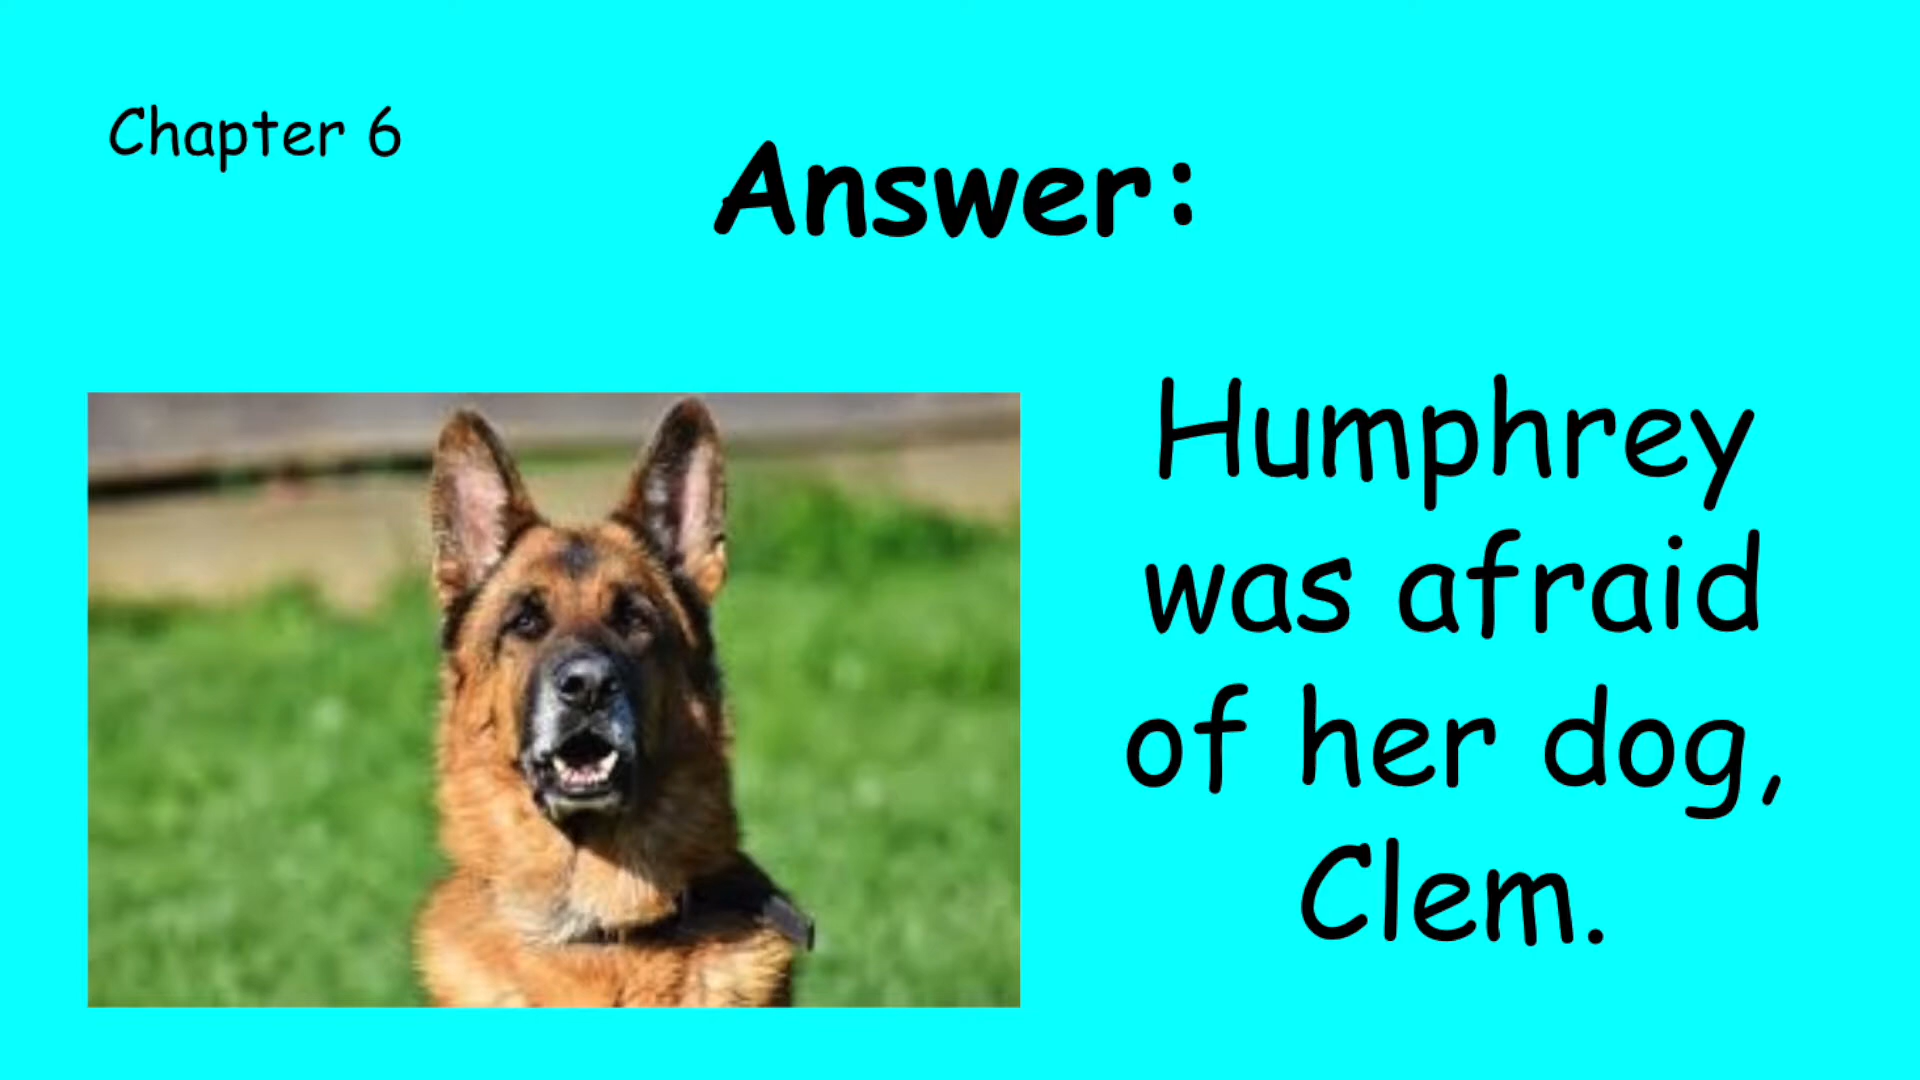 Chapter 6
Answer:
Humphrey
was afraid
of her dog,
Clem.